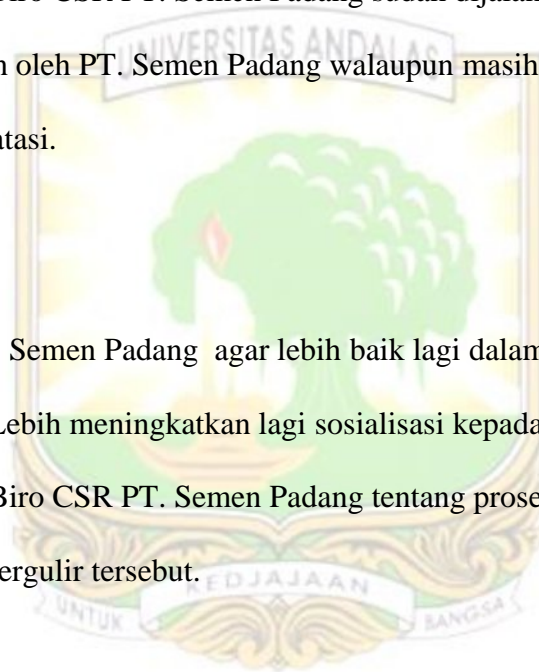 Biro CSR PT. Semen Padang sudah dijalan
UNIVERSITAS ANDALAS
oleh PT. Semen Padang walaupun masih
atasi.
Semen Padang agar lebih baik lagi dalam
Lebih meningkatkan lagi sosialisasi kepada
Biro CSR PT. Semen Padang tentang prose
ergulir tersebut.
KEDJAJAAN
UNTUK BANGSA